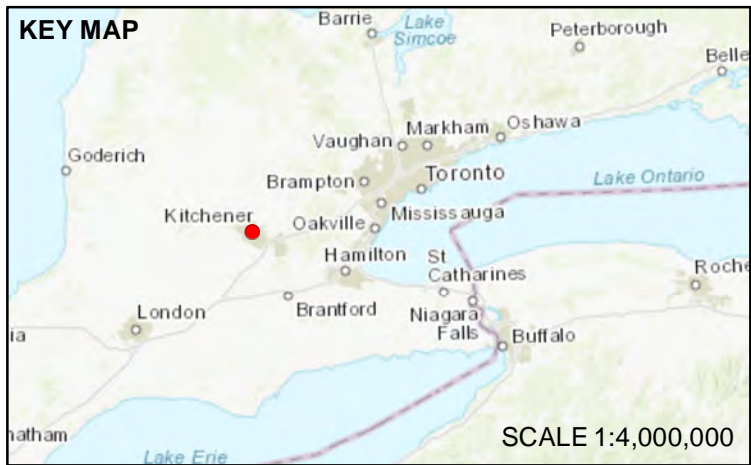 KEY MAP
Barrie
Lake
Simcoe
Peterborough
Belle
Goderich
Vaughan
Markham
Oshawa
Brampton
Toronto
Lake Ontario
Kitchener
Oakville
Mississauga
Hamilton
St
Catharines
Roche
London
Brantford
Niagara
Falls
Buffalo
ia
hatham
Lake Erie
SCALE 1:4,000,000